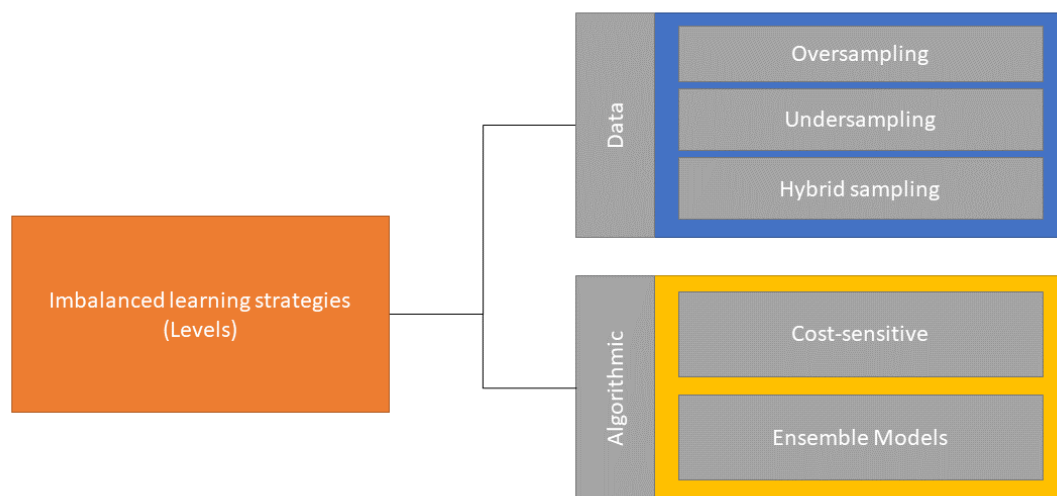 Imbalanced learning strategies
(Levels)
Data
Oversampling
Undersampling
Hybrid sampling
Algorithmic
Cost-sensitive
Ensemble Models